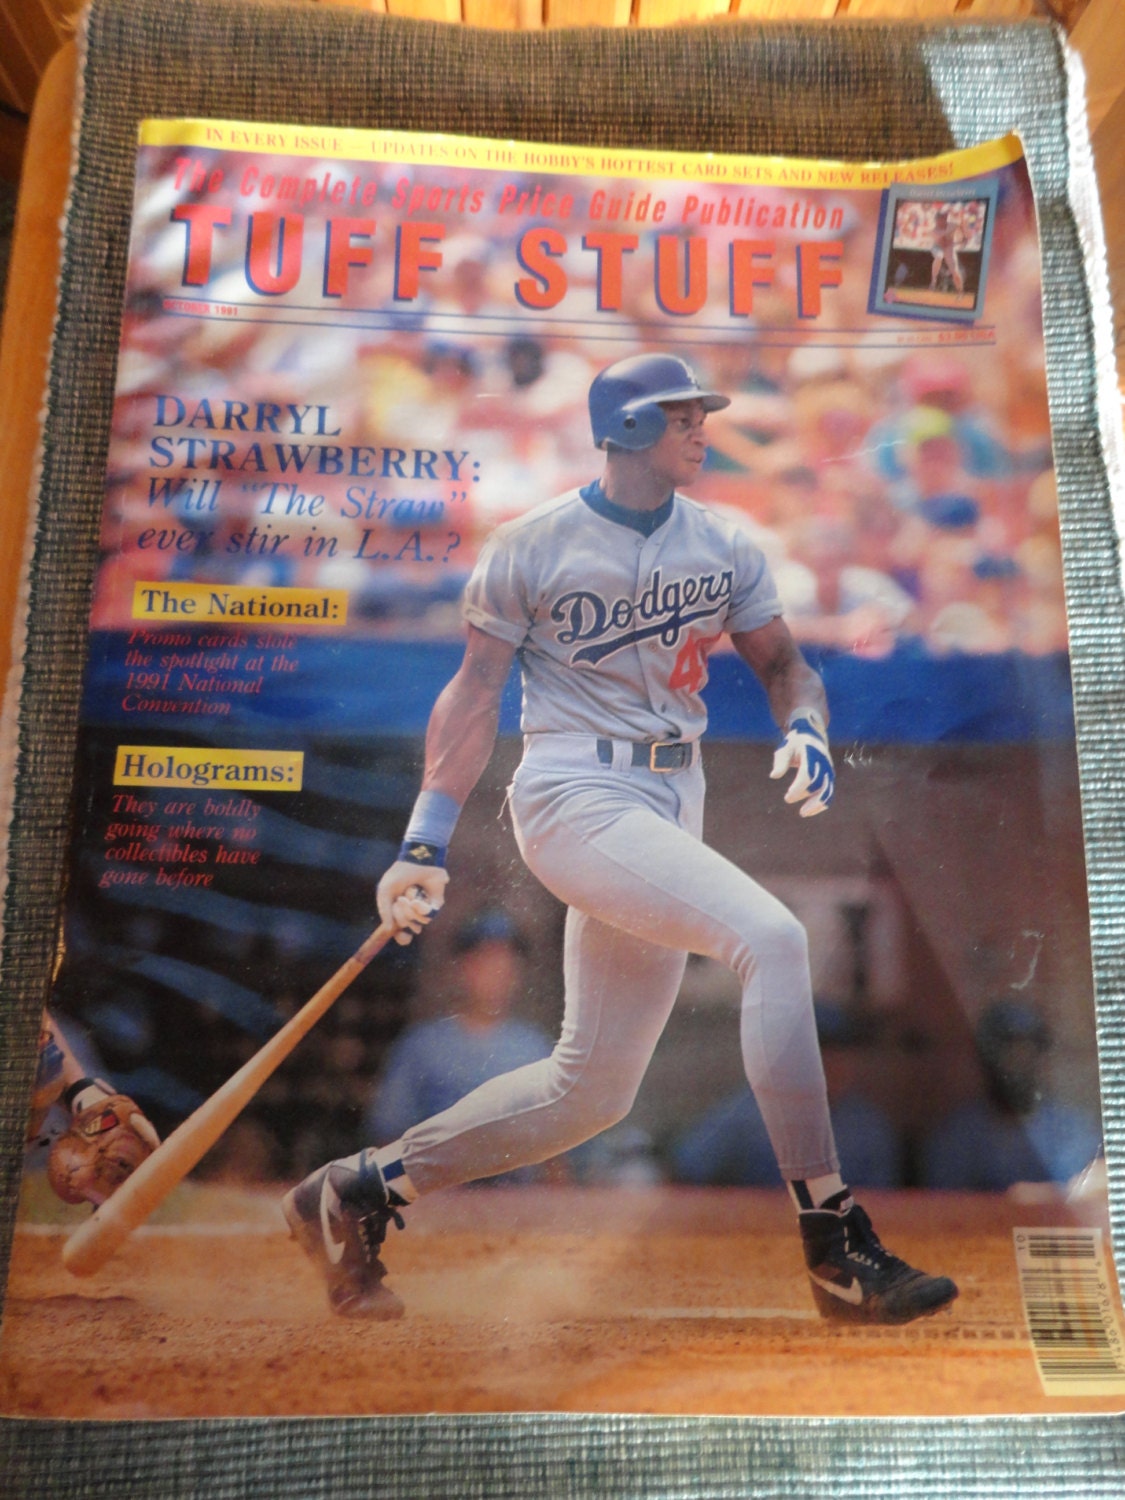 IN EVERY ISSUE — UPDATES ON THE HOBBY'S HOTTEST CARD SETS AND NEW RELEASES!
The Complete Sports Price Guide Publication
TUFF STUFF
OCTOBER 1991
DARRYL
STRAWBERRY:
Will "The Straw"
ever stir in L.A.?
The National:
Promo cards stole
the spotlight at the
1991 National
Convention
Holograms:
They are boldly
going where no
collectibles have
gone before
Dodgers
10